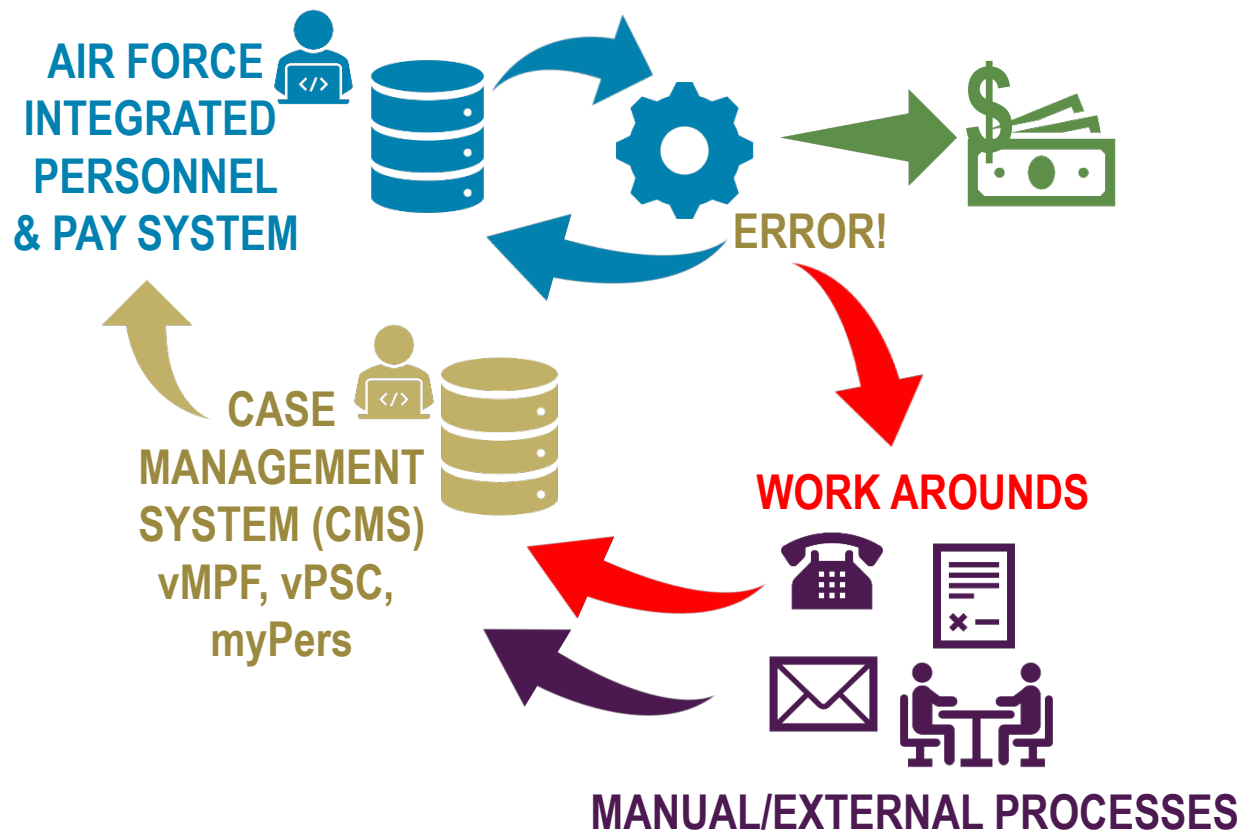 AIR FORCE
INTEGRATED
PERSONNEL
& PAY SYSTEM
</>
$
ERROR!
CASE
MANAGEMENT
SYSTEM (CMS)
vMPF, vPSC,
myPers
</>
WORK AROUNDS
MANUAL/EXTERNAL PROCESSES